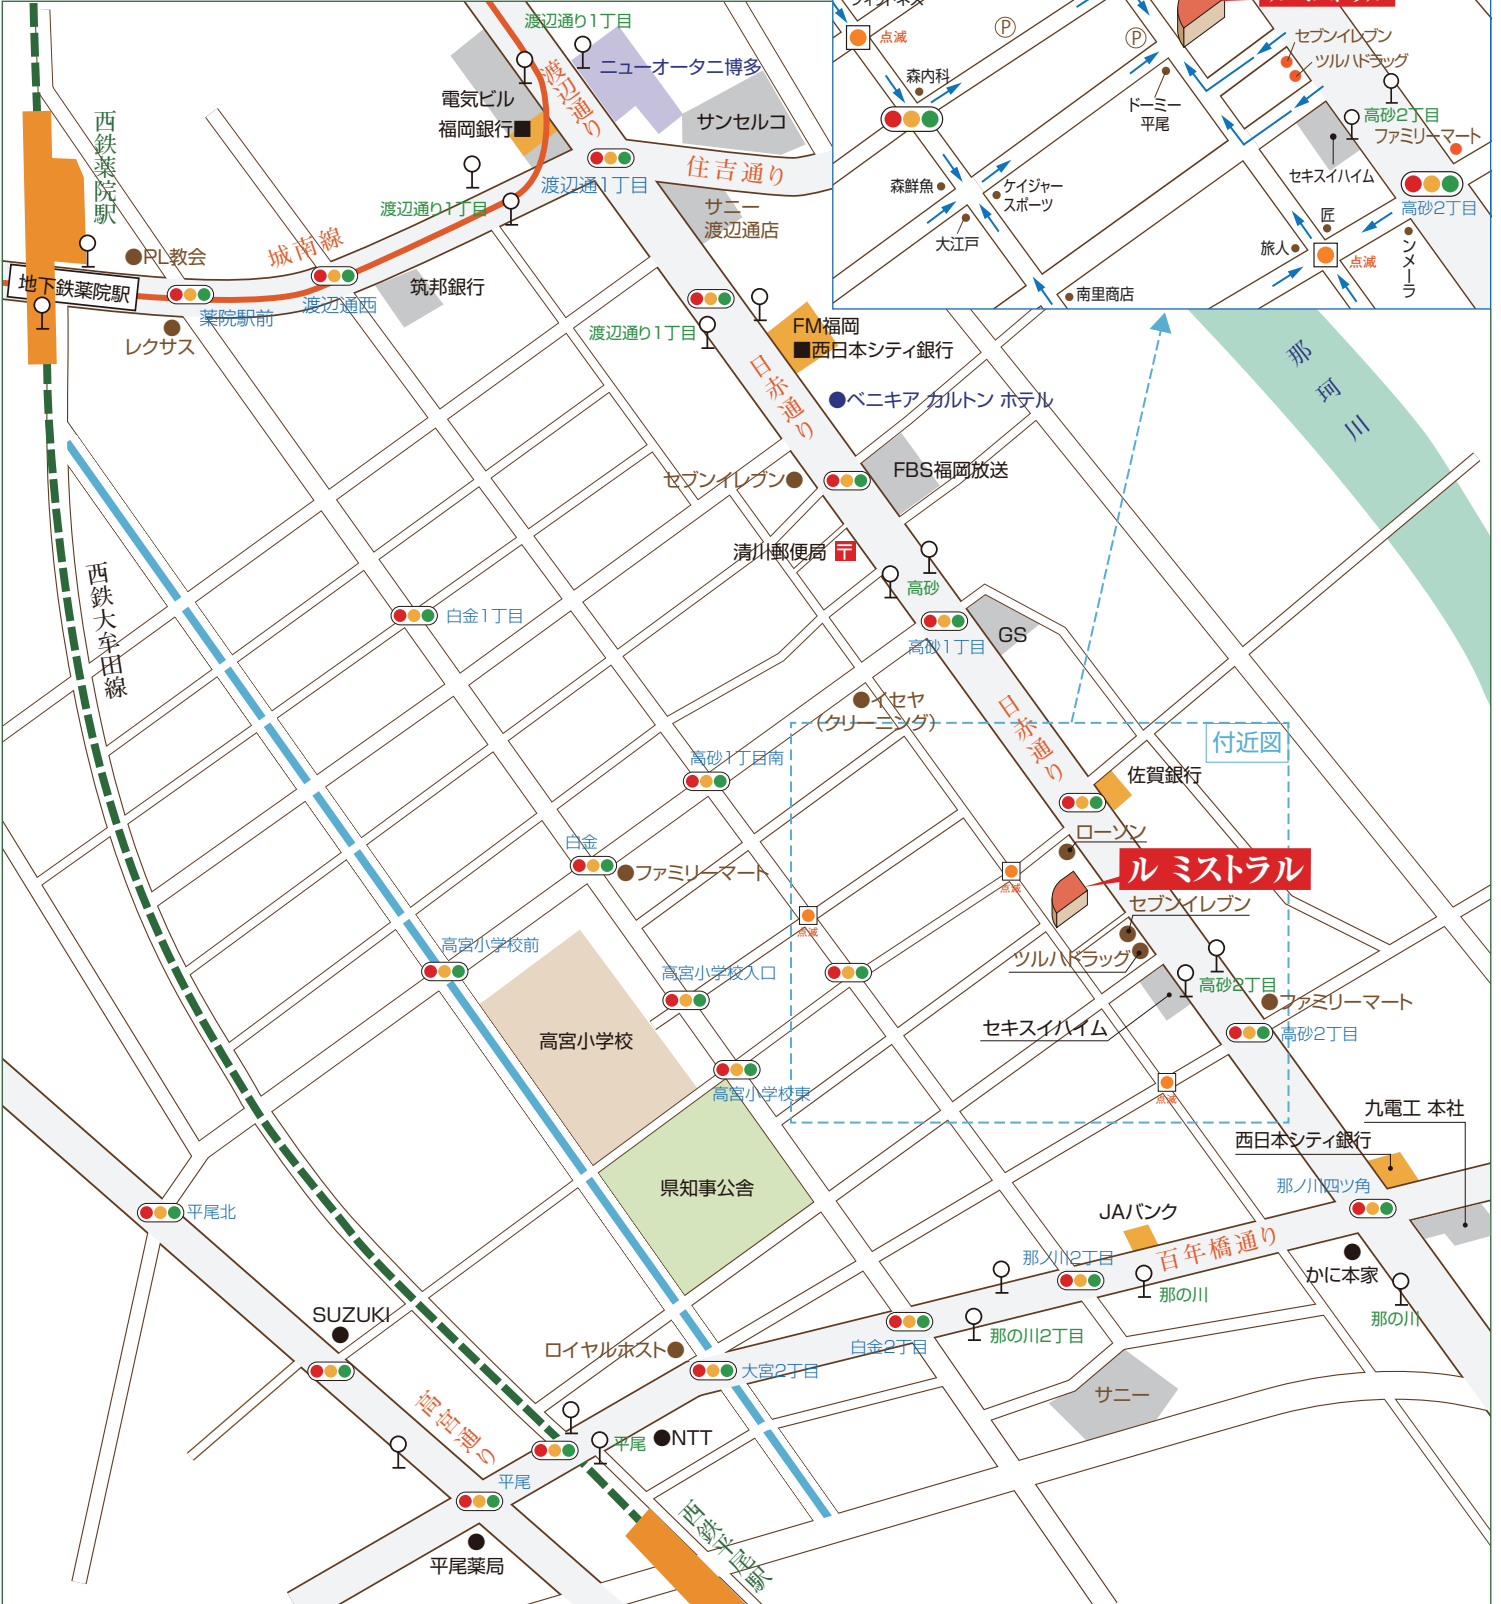 渡辺通り1丁目
ニューオータニ博多
渡辺通り
電気ビル
福岡銀行
サンセルコ
西鉄薬院駅
渡辺通1丁目
住吉通り
渡辺通り1丁目
サニー
渡辺通店
城南線
PL教会
地下鉄薬院駅
薬院駅前
渡辺通西
筑邦銀行
レクサス
渡辺通り1丁目
FM福岡
西日本シティ銀行
日赤通り
ベニキア カルトン ホテル
FBS福岡放送
セブンイレブン
清川郵便局
〒
高砂
高砂1丁目
GS
西鉄大牟田線
白金1丁目
イセヤ
(クリーニング)
日赤通り
付近図
高砂1丁目南
佐賀銀行
ローソン
白金
ファミリーマート
ル ミストラル
点滅
点滅
セブンイレブン
ツルハドラッグ
高宮小学校前
高宮小学校入口
高砂2丁目
ファミリーマート
セキスイハイム
高砂2丁目
高宮小学校
高宮小学校東
点滅
九電工 本社
西日本シティ銀行
県知事公舎
那ノ川四ツ角
平尾北
JAバンク
百年橋通り
那ノ川2丁目
かに本家
那の川
那の川
SUZUKI
ロイヤルホスト
白金2丁目
那の川2丁目
大宮2丁目
サニー
高宮通り
平尾
NTT
平尾
西鉄平尾駅
平尾薬局
那珂川
点滅
P
P
森内科
ドーミー
平尾
セブンイレブン
ツルハドラッグ
高砂2丁目
ファミリーマート
セキスイハイム
高砂2丁目
森鮮魚
ケイジャー
スポーツ
大江戸
匠
旅人
点滅
ンメーラ
南里商店